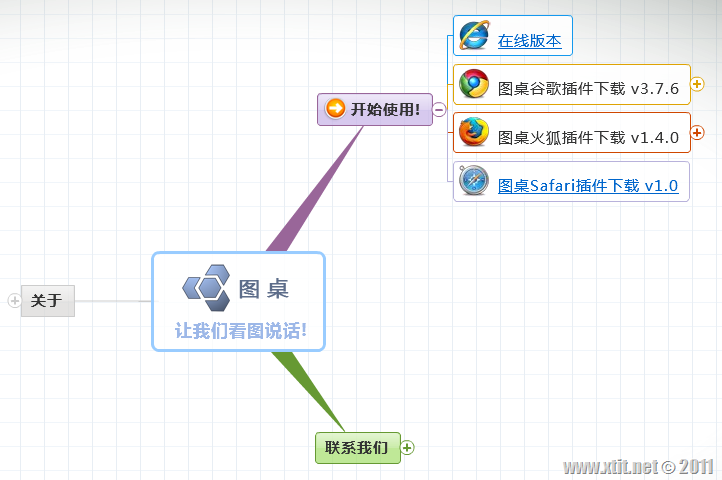 在线版本
图桌谷歌插件下载 v3.7.6
开始使用!
图桌火狐插件下载 v1.4.0
图桌Safari插件下载 v1.0
图 桌
关于
让我们看图说话!
联系我们
www.xtit.net © 2011